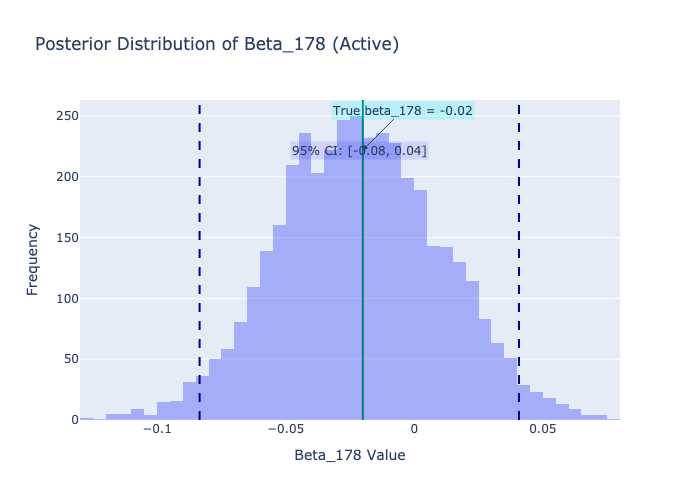 Posterior Distribution of Beta_178 (Active)
True beta_178 = -0.02
95% CI: [-0.08, 0.04]
250
200
150
100
50
0
Frequency
−0.1
−0.05
0
0.05
Beta_178 Value